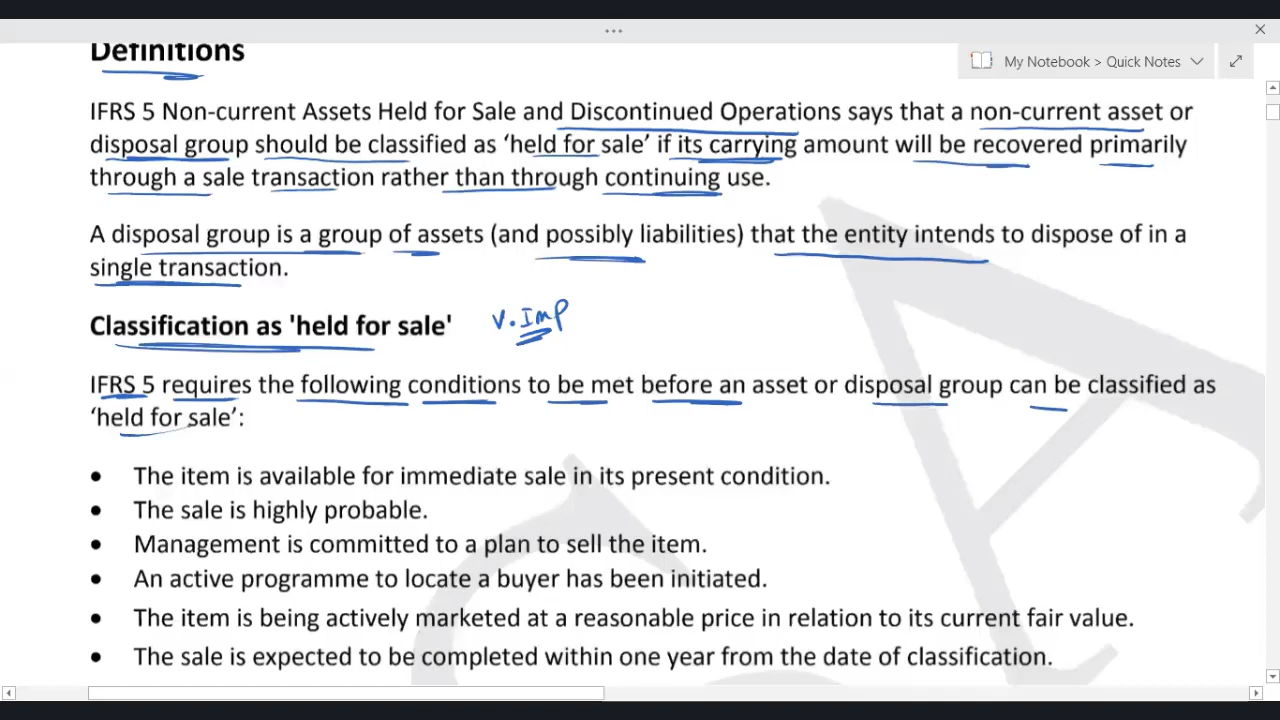 Definitions
My Notebook > Quick Notes
IFRS 5 Non-current Assets Held for Sale and Discontinued Operations says that a non-current asset or
disposal group should be classified as ‘held for sale’ if its carrying amount will be recovered primarily
through a sale transaction rather than through continuing use.
A disposal group is a group of assets (and possibly liabilities) that the entity intends to dispose of in a
single transaction.
Classification as 'held for sale' V. Imp
IFRS 5 requires the following conditions to be met before an asset or disposal group can be classified as
‘held for sale’:
• The item is available for immediate sale in its present condition.
• The sale is highly probable.
• Management is committed to a plan to sell the item.
• An active programme to locate a buyer has been initiated.
• The item is being actively marketed at a reasonable price in relation to its current fair value.
• The sale is expected to be completed within one year from the date of classification.